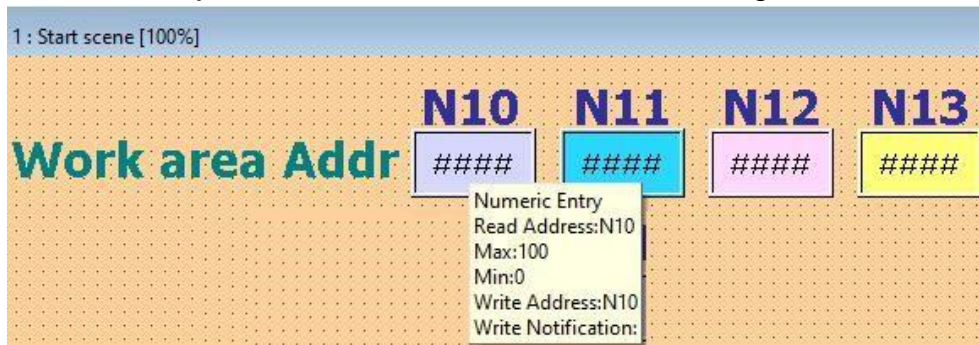 1 : Start scene [100%]
N10 N11 N12 N13
Work area Addr #### #### #### ####
Numeric Entry
Read Address:N10
Max:100
Min:0
Write Address:N10
Write Notification: